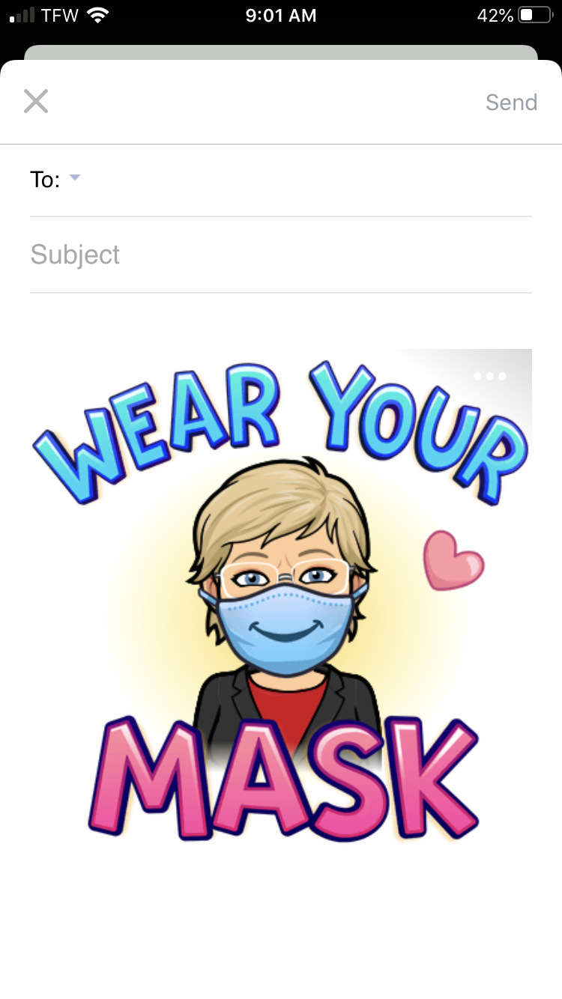 TFW 9:01 AM 42%
Send
To:
Subject
WEAR YOUR
MASK